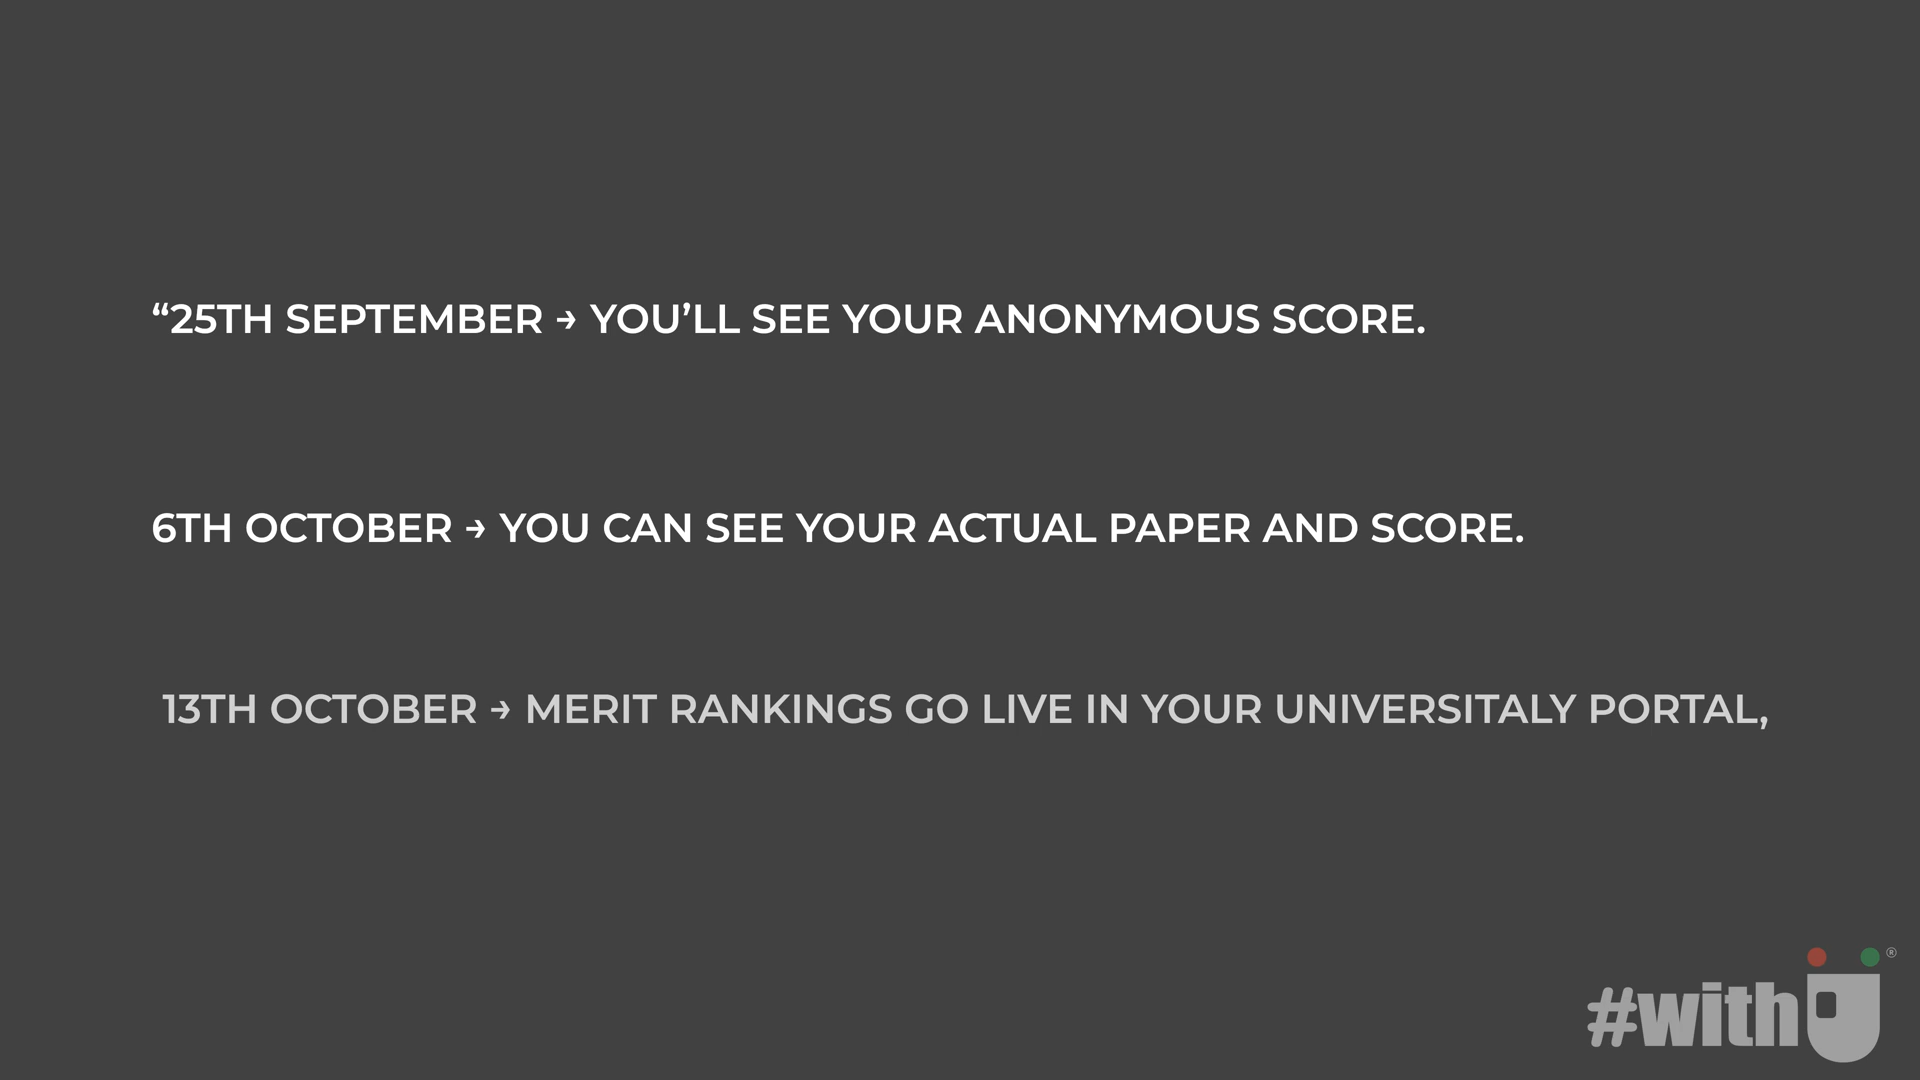 “25TH SEPTEMBER → YOU’LL SEE YOUR ANONYMOUS SCORE.
6TH OCTOBER → YOU CAN SEE YOUR ACTUAL PAPER AND SCORE.
13TH OCTOBER → MERIT RANKINGS GO LIVE IN YOUR UNIVERSITALY PORTAL,
#withU®